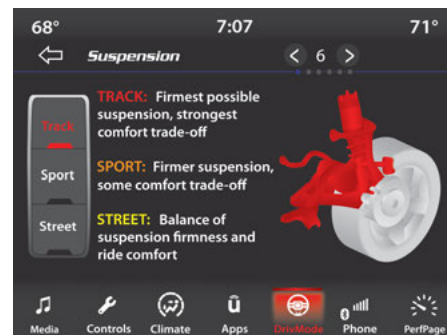 68° 7:07 71°
Suspension < 6 >
TRACK: Firmest possible
suspension, strongest
comfort trade-off
Track
SPORT: Firmer suspension,
some comfort trade-off
Sport
STREET: Balance of
suspension firmness and
ride comfort
Street
Media Controls Climate Apps DrivMode Phone PerfPage